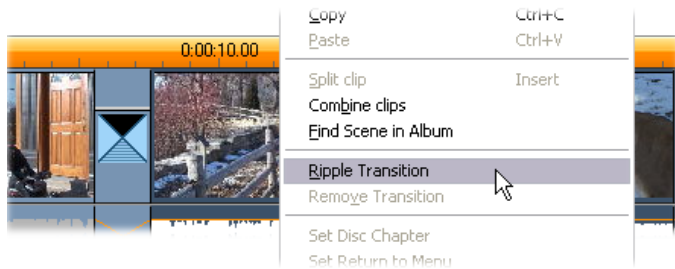 Copy Ctrl+C
0:00:10.00
Paste Ctrl+V
Split clip Insert
Combine clips
Find Scene in Album
Ripple Transition
Remove Transition
Set Disc Chapter
Set Return to Menu